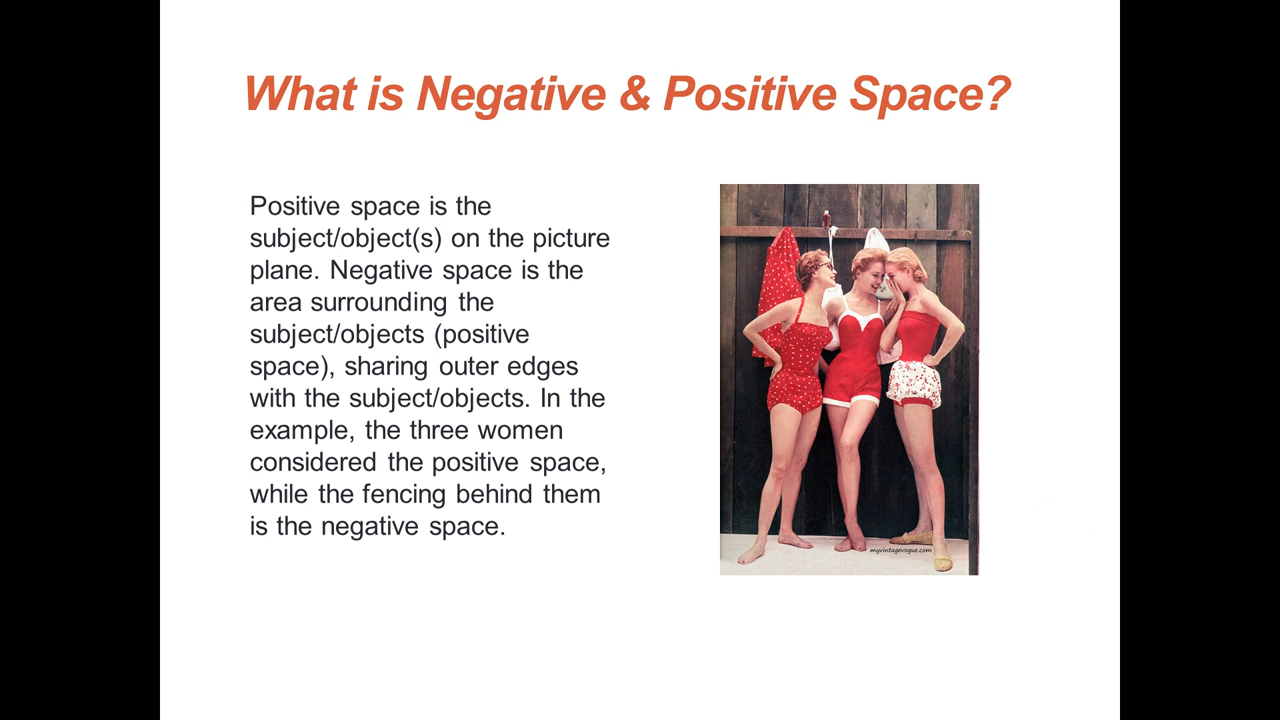 What is Negative & Positive Space?
Positive space is the
subject/object(s) on the picture
plane. Negative space is the
area surrounding the
subject/objects (positive
space), sharing outer edges
with the subject/objects. In the
example, the three women
considered the positive space,
while the fencing behind them
is the negative space.
myvintagevogue.com